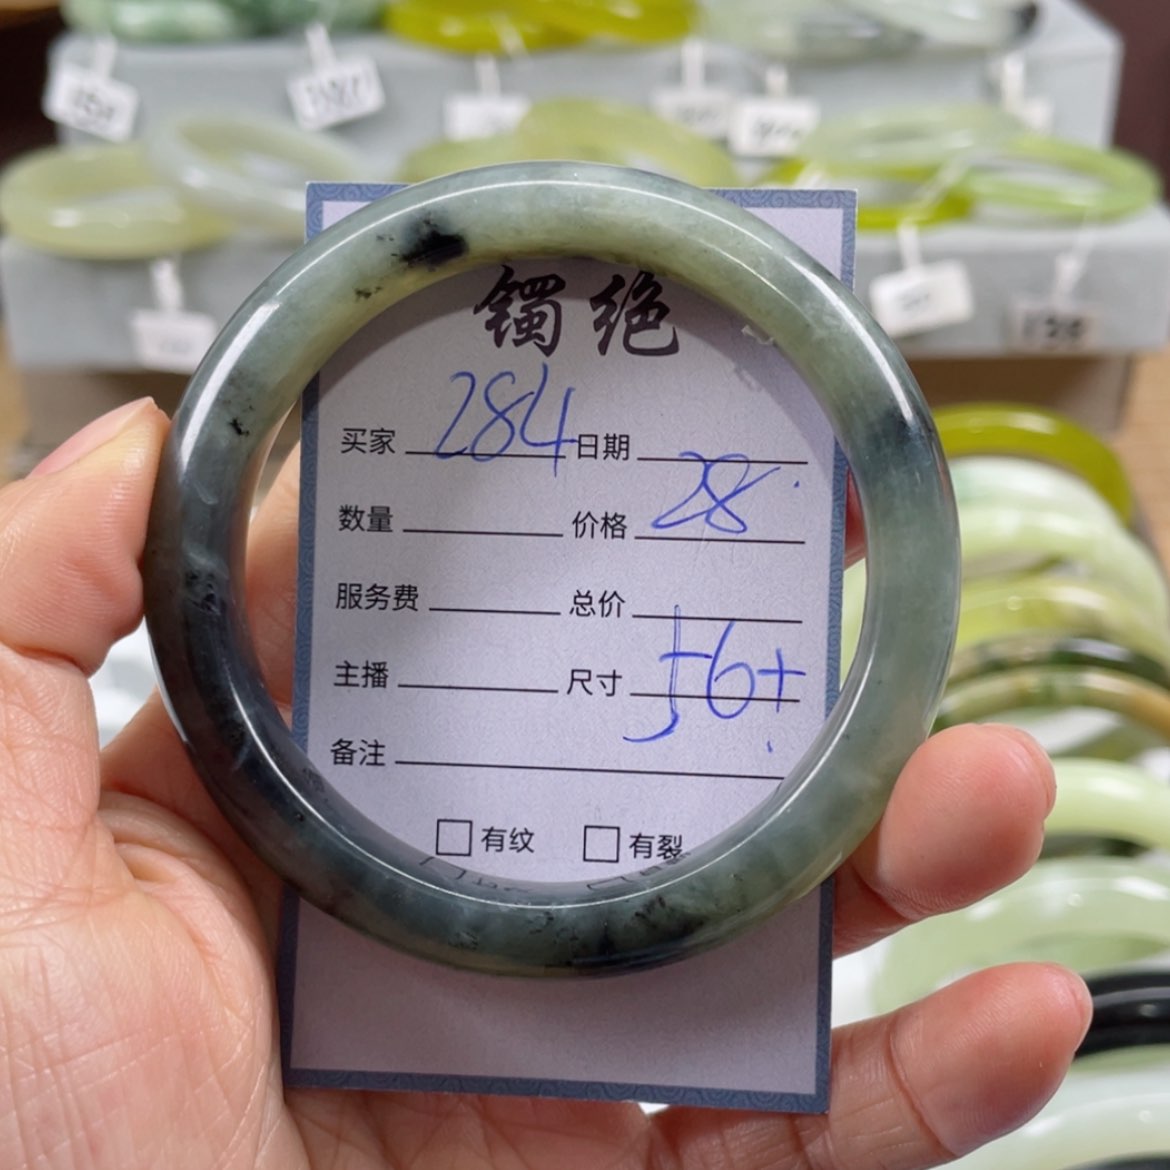 镯绝
买家 284 日期
数量 价格 28
服务费 总价
主播 尺寸 56+
备注
□ 有纹 □ 有裂